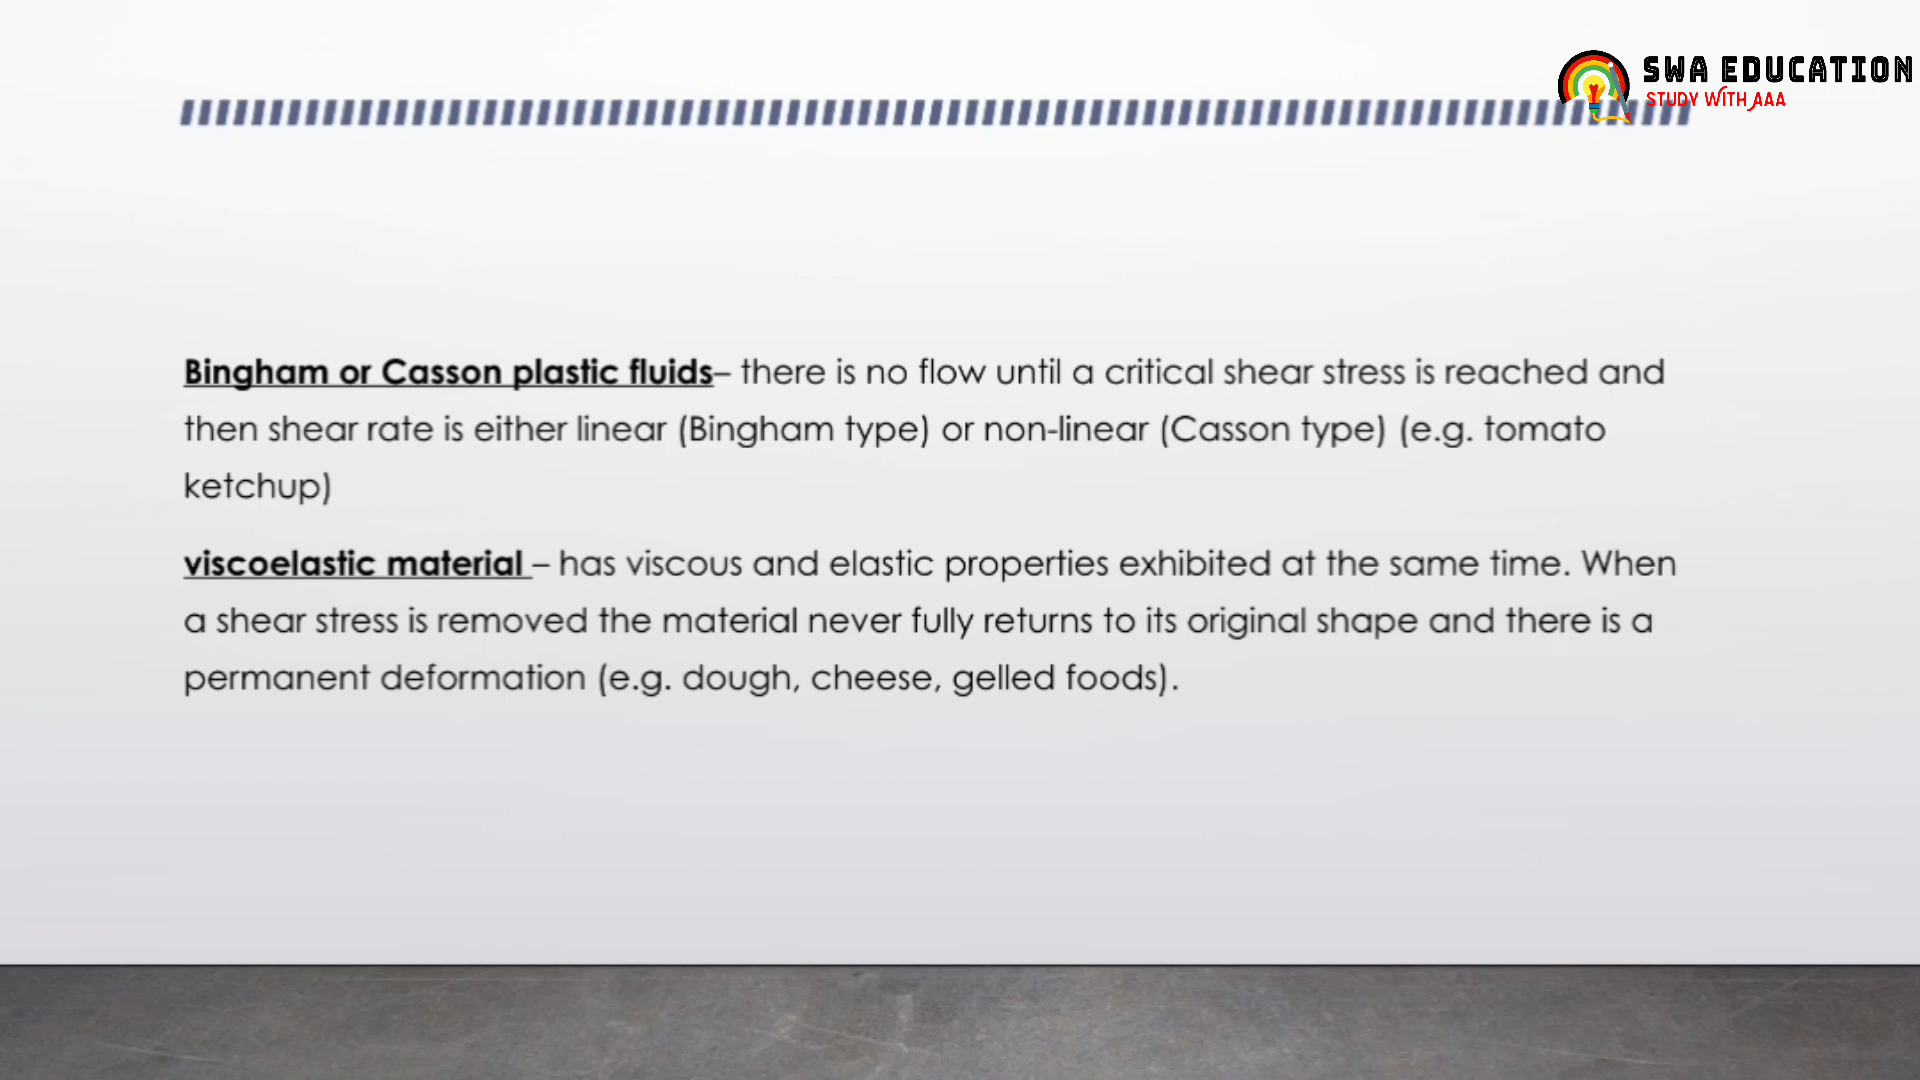 SWA EDUCATION
STUDY WITH AAA
Bingham or Casson plastic fluids– there is no flow until a critical shear stress is reached and
then shear rate is either linear (Bingham type) or non-linear (Casson type) (e.g. tomato
ketchup)
viscoelastic material – has viscous and elastic properties exhibited at the same time. When
a shear stress is removed the material never fully returns to its original shape and there is a
permanent deformation (e.g. dough, cheese, gelled foods).